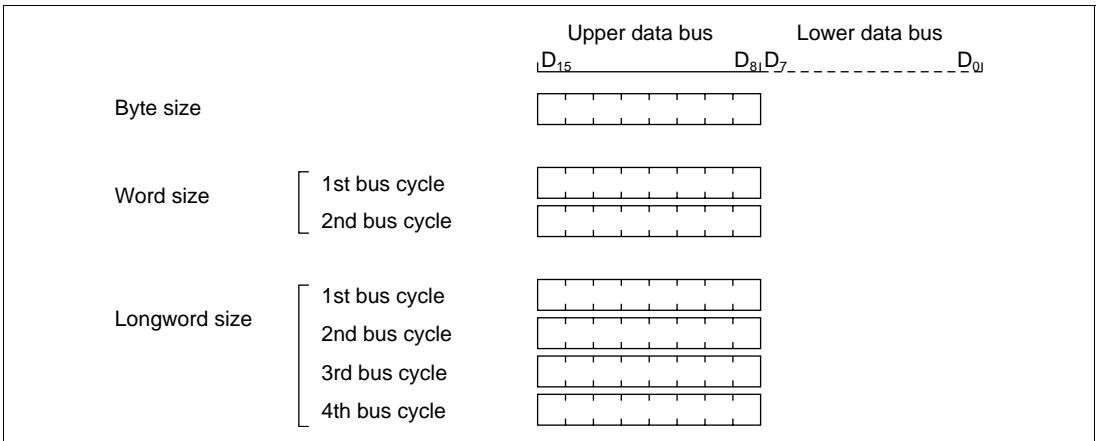 Upper data bus Lower data bus
D15 D8 D7 D0
Byte size
Word size
1st bus cycle
2nd bus cycle
Longword size
1st bus cycle
2nd bus cycle
3rd bus cycle
4th bus cycle